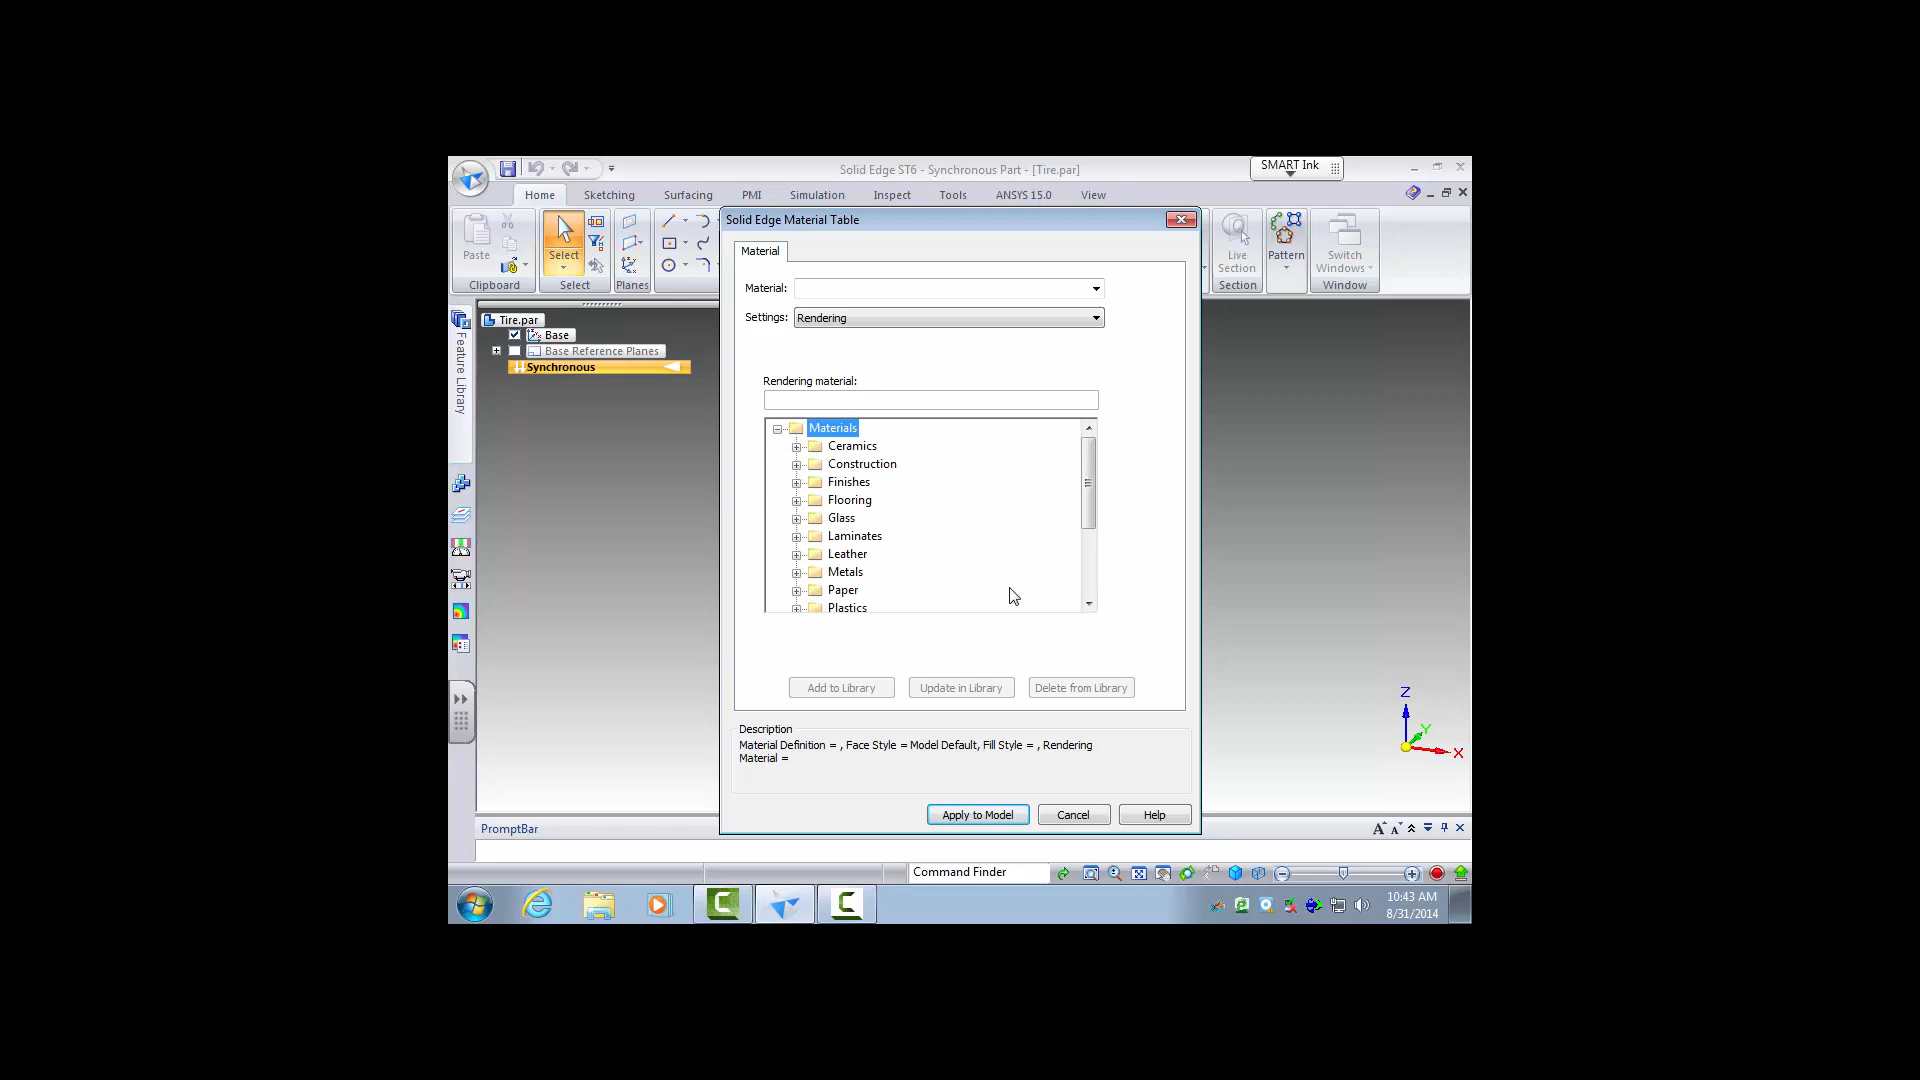 Solid Edge ST6 - Synchronous Part - [Tire.par]
SMART Ink
Home Sketching Surfacing PMI Simulation Inspect Tools ANSYS 15.0 View
Solid Edge Material Table
Paste
Select
Clipboard
Select
Planes
Live Section
Section
Pattern
Switch Windows
Window
Material
Material:
Settings: Rendering
Tire.par
Base
Base Reference Planes
Synchronous
Feature Library
Rendering material:
Materials
Ceramics
Construction
Finishes
Flooring
Glass
Laminates
Leather
Metals
Paper
Plastics
Add to Library Update in Library Delete from Library
Description
Material Definition = , Face Style = Model Default, Fill Style = , Rendering
Material =
Apply to Model Cancel Help
Z
Y
X
PromptBar
A A
Command Finder
10:43 AM
8/31/2014